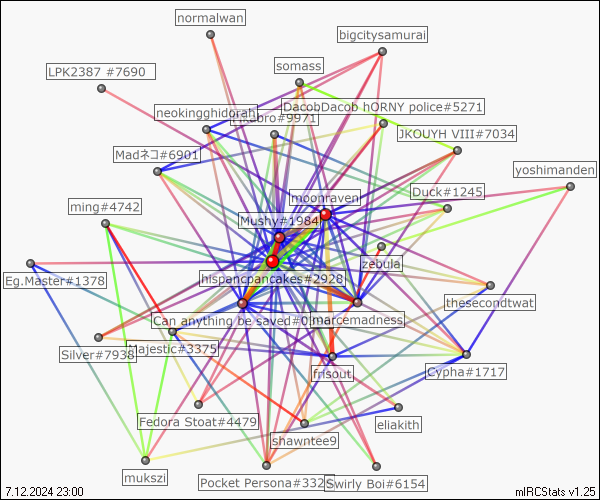 normalwan
bigcitysamurai
somass
LPK2387 #7690
DacobDacob hORNY police#5271
neokingghidorah
#9971
JKOUYH VIII#7034
Madネコ#6901
yoshimanden
Duck#1245
moonraven
ming#4742
Mushy#1984
zebula
Eg.Master#1378
hispancpancakes#2928
thesecondtwat
Can anything be saved#0
marcemadness
Silver#7938
Majestic#3375
frisout
Cypha#1717
Fedora Stoat#4479
eliakith
shawntee9
mukszi
Pocket Persona#332
Swirly Boi#6154
7.12.2024 23:00
mIRCStats v1.25